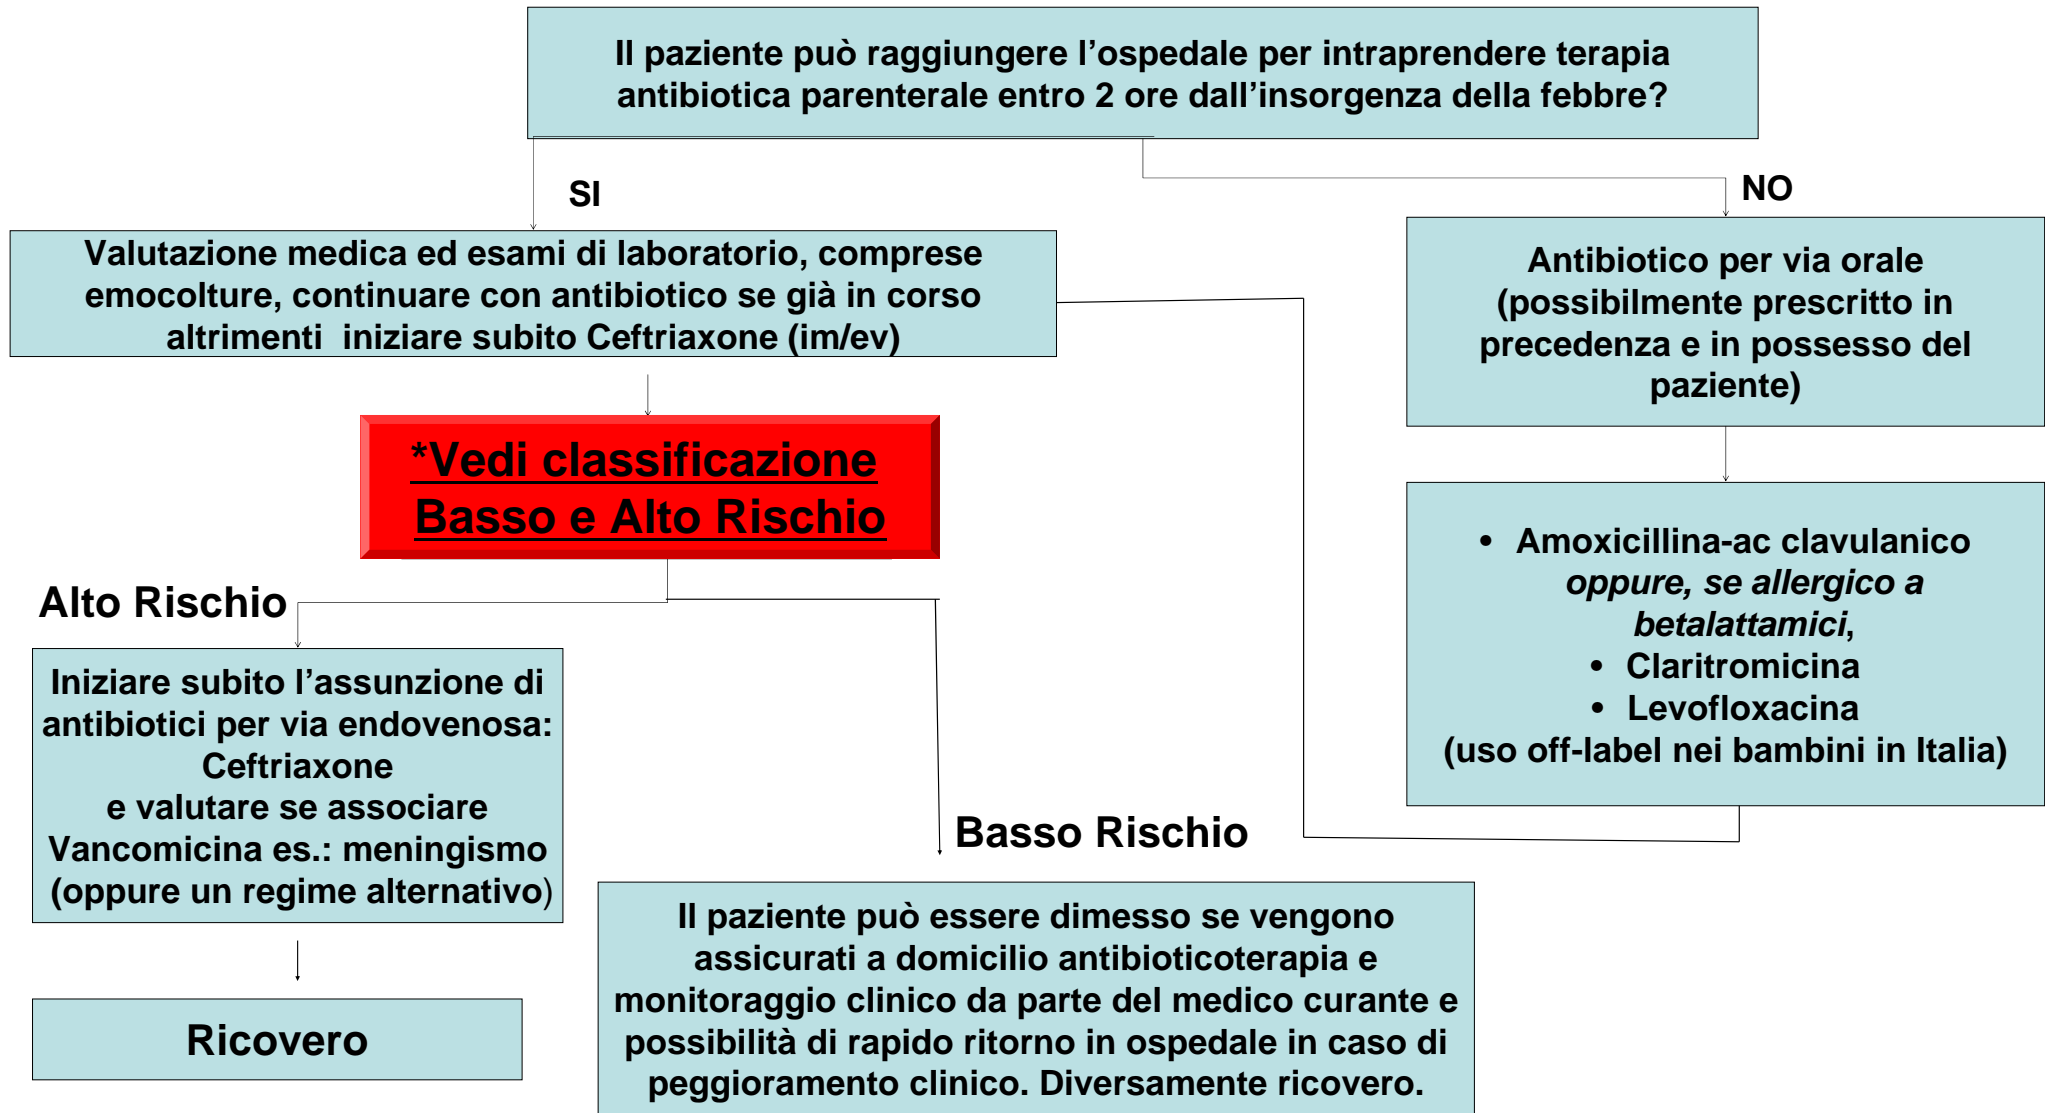 Il paziente può raggiungere l’ospedale per intraprendere terapia
antibiotica parenterale entro 2 ore dall’insorgenza della febbre?
SI
NO
Valutazione medica ed esami di laboratorio, comprese
emocolture, continuare con antibiotico se già in corso
altrimenti iniziare subito Ceftriaxone (im/ev)
Antibiotico per via orale
(possibilmente prescritto in
precedenza e in possesso del
paziente)
*Vedi classificazione
Basso e Alto Rischio
• Amoxicillina-ac clavulanico
oppure, se allergico a
betalattamici,
• Claritromicina
• Levofloxacina
(uso off-label nei bambini in Italia)
Alto Rischio
Iniziare subito l’assunzione di
antibiotici per via endovenosa:
Ceftriaxone
e valutare se associare
Vancomicina es.: meningismo
(oppure un regime alternativo)
Ricovero
Basso Rischio
Il paziente può essere dimesso se vengono
assicurati a domicilio antibioticoterapia e
monitoraggio clinico da parte del medico curante e
possibilità di rapido ritorno in ospedale in caso di
peggioramento clinico. Diversamente ricovero.